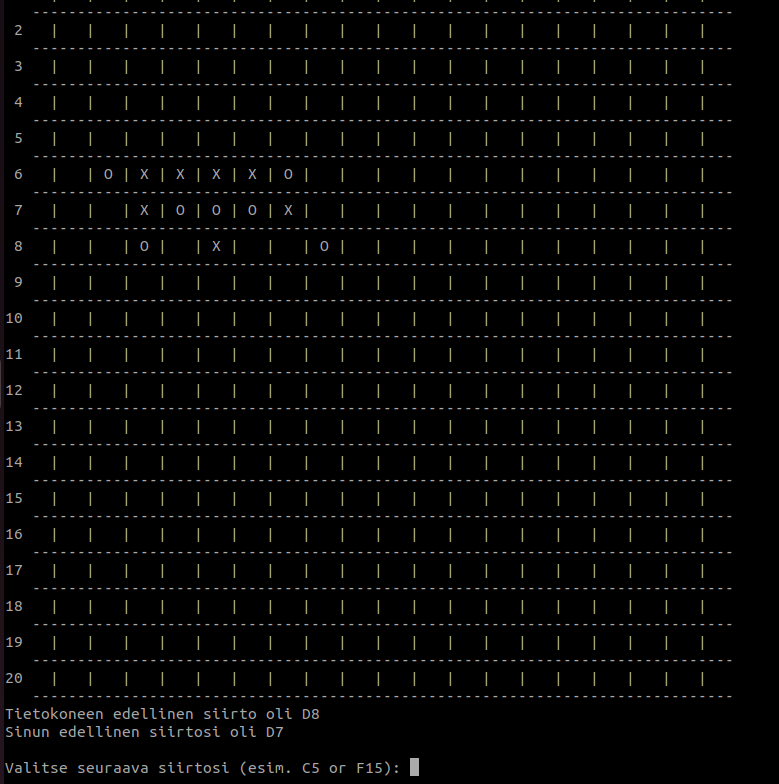 2
3
4
5
6 O X X X X O
7 X O O O X
8 O X O
9
10
11
12
13
14
15
16
17
18
19
20
Tietokoneen edellinen siirto oli D8
Sinun edellinen siirtosi oli D7
Valitse seuraava siirtosi (esim. C5 or F15):